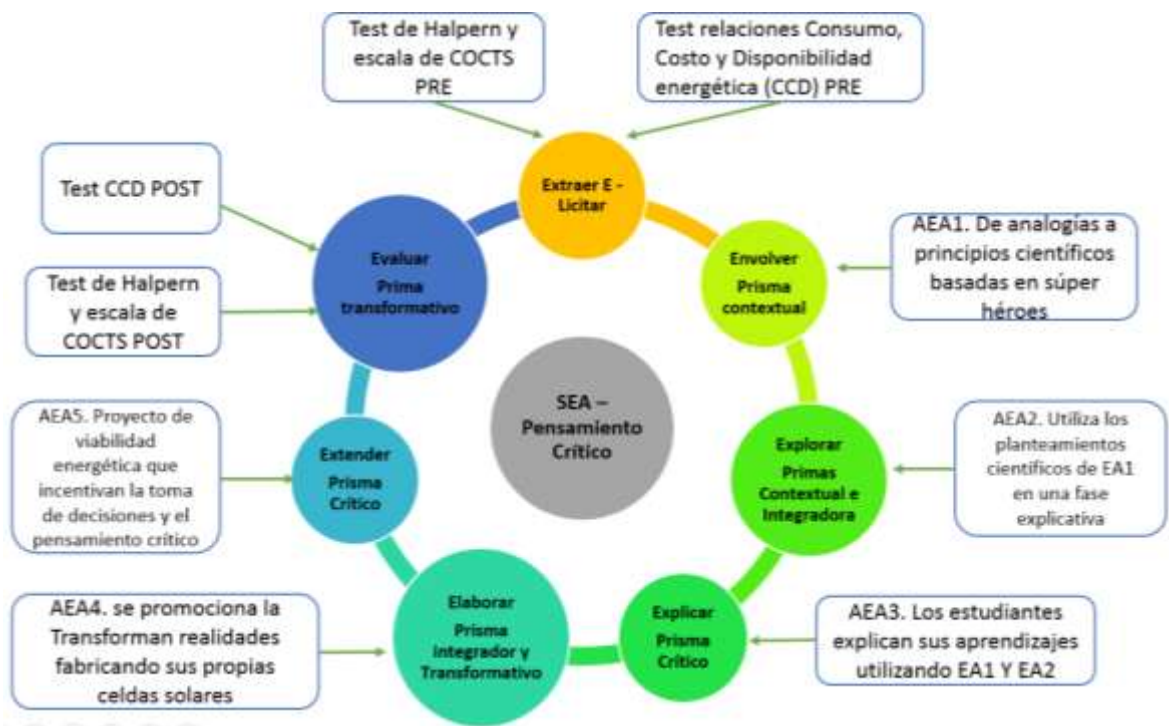 Test de Halpern y
escala de COCTS
PRE
Test relaciones Consumo,
Costo y Disponibilidad
energética (CCD) PRE
Extraer E -
Licitar
Test CCD POST
Evaluar
Prima
transformativo
Envolver
Prisma
contextual
AEA1. De analogías a
principios científicos
basadas en súper
héroes
Test de Halpern
y escala de
COCTS POST
SEA –
Pensamiento
Crítico
AEA5. Proyecto de
viabilidad
energética que
incentivan la toma
de decisiones y el
pensamiento crítico
Extender
Prisma
Crítico
Explorar
Primas
Contextual e
Integradora
AEA2. Utiliza los
planteamientos
científicos de EA1
en una fase
explicativa
AEA4. se promociona la
Transforman realidades
fabricando sus propias
celdas solares
Elaborar
Prisma
integrador y
Transformativo
Explicar
Prisma
Crítico
AEA3. Los estudiantes
explican sus aprendizajes
utilizando EA1 Y EA2